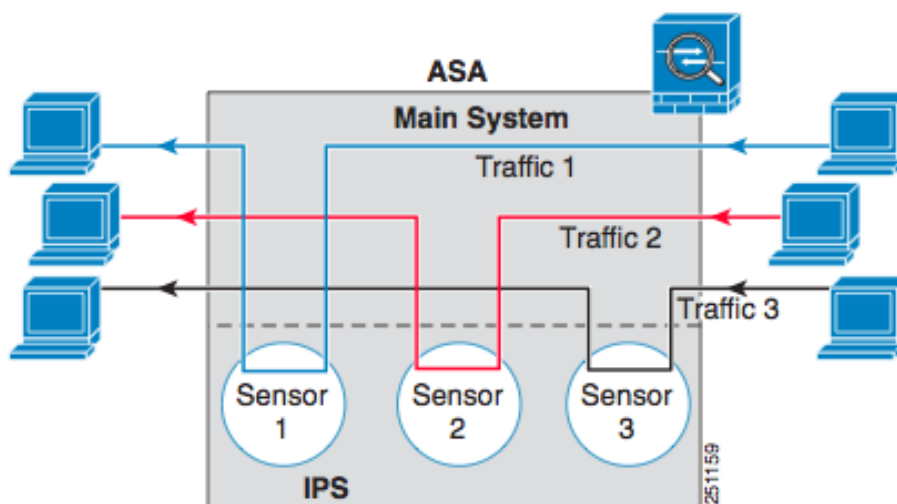 ASA
Main System
Traffic 1
Traffic 2
Traffic 3
Sensor
1
Sensor
2
Sensor
3
IPS
251159